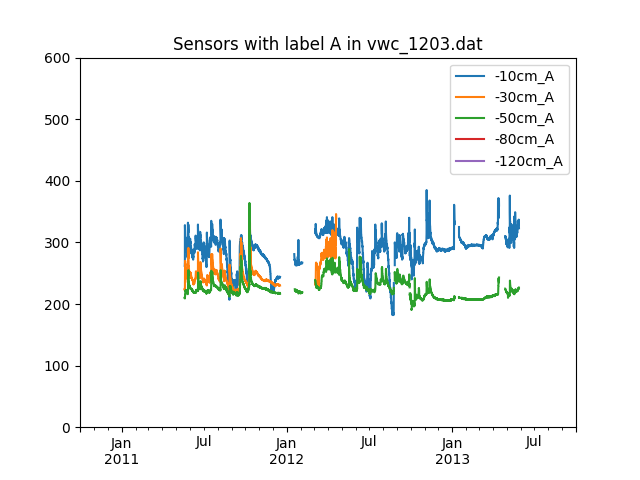 Sensors with label A in vwc_1203.dat
600
500
400
300
200
100
0
-10cm_A
-30cm_A
-50cm_A
-80cm_A
-120cm_A
Jan
2011
Jul
Jan
2012
Jul
Jan
2013
Jul